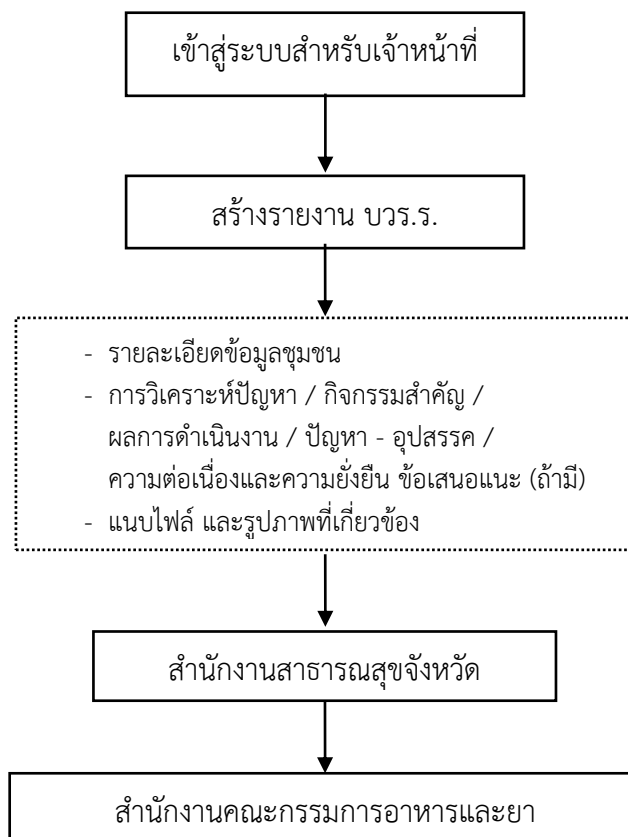 เข้าสู่ระบบสำหรับเจ้าหน้าที่
สร้างรายงาน บวร.ร.
- รายละเอียดข้อมูลชุมชน
- การวิเคราะห์ปัญหา / กิจกรรมสำคัญ /
ผลการดำเนินงาน / ปัญหา - อุปสรรค /
ความต่อเนื่องและความยั่งยืน ข้อเสนอแนะ (ถ้ามี)
- แนบไฟล์ และรูปภาพที่เกี่ยวข้อง
สำนักงานสาธารณสุขจังหวัด
สำนักงานคณะกรรมการอาหารและยา